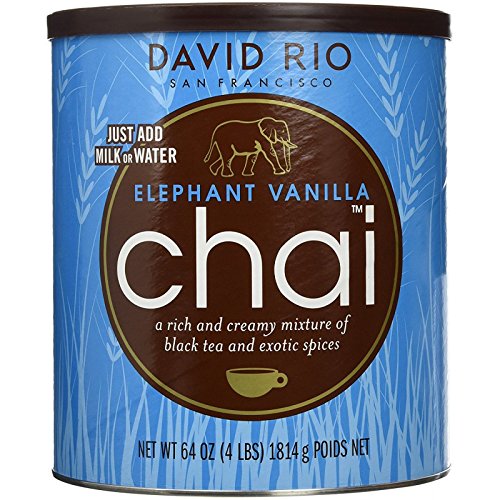 DAVID RIO
SAN FRANCISCO
JUST ADD
MILK OR WATER
ELEPHANT VANILLA
chai™
a rich and creamy mixture of
black tea and exotic spices
NET WT 64 OZ (4 LBS) 1814g POIDS NET